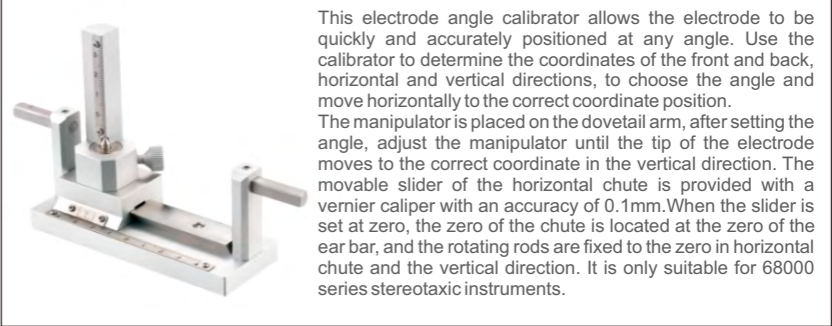 This electrode angle calibrator allows the electrode to be
quickly and accurately positioned at any angle. Use the
calibrator to determine the coordinates of the front and back,
horizontal and vertical directions, to choose the angle and
move horizontally to the correct coordinate position.
The manipulator is placed on the dovetail arm, after setting the
angle, adjust the manipulator until the tip of the electrode
moves to the correct coordinate in the vertical direction. The
movable slider of the horizontal chute is provided with a
vernier caliper with an accuracy of 0.1mm.When the slider is
set at zero, the zero of the chute is located at the zero of the
ear bar, and the rotating rods are fixed to the zero in horizontal
chute and the vertical direction. It is only suitable for 68000
series stereotaxic instruments.